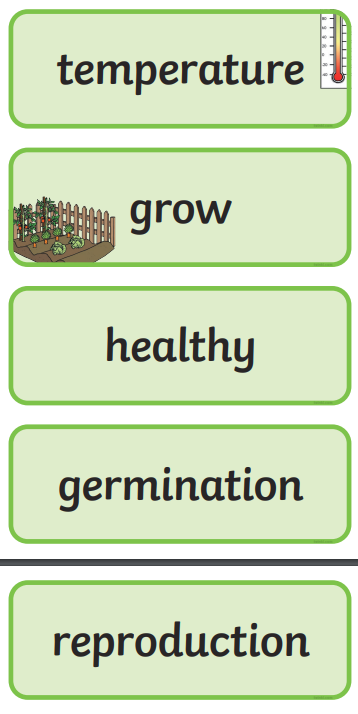 temperature
grow
healthy
germination
reproduction